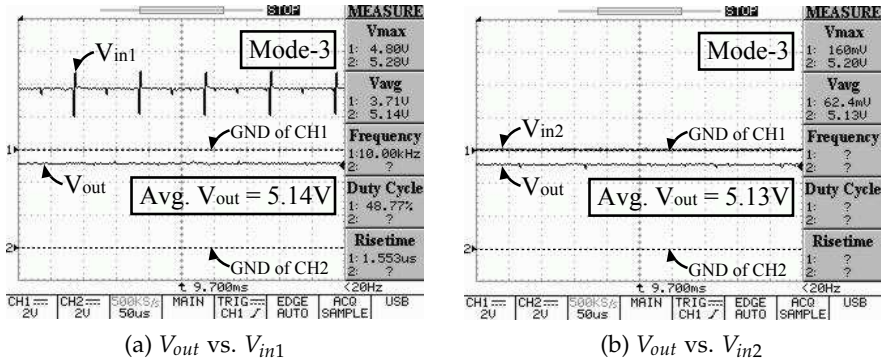 STOP
MEASURE
Vmax
1: 4.80V
2: 5.28V
Vavg
1: 3.71V
2: 5.14V
Frequency
1:10.00kHz
2: ?
Duty Cycle
1: 48.77%
2: ?
Risetime
1:1.553us
2: ?
Vin1
Mode-3
GND of CH1
1
Vout
Avg. Vout = 5.14V
2
GND of CH2
9.700ms
<20Hz
CH1 CH2 500KS/s MAIN TRIG EDGE ACQ USB
2V 2V 50us CH1 AUTO SAMPLE
(a) Vout vs. Vin1
STOP
MEASURE
Vmax
1: 160mV
2: 5.20V
Vavg
1: 62.4mV
2: 5.13V
Frequency
1: ?
2: ?
Duty Cycle
1: ?
2: ?
Risetime
1: ?
2: ?
Mode-3
Vin2
GND of CH1
1
Vout
Avg. Vout = 5.13V
2
GND of CH2
9.700ms
<20Hz
CH1 CH2 500KS/s MAIN TRIG EDGE ACQ USB
2V 2V 50us CH1 AUTO SAMPLE
(b) Vout vs. Vin2